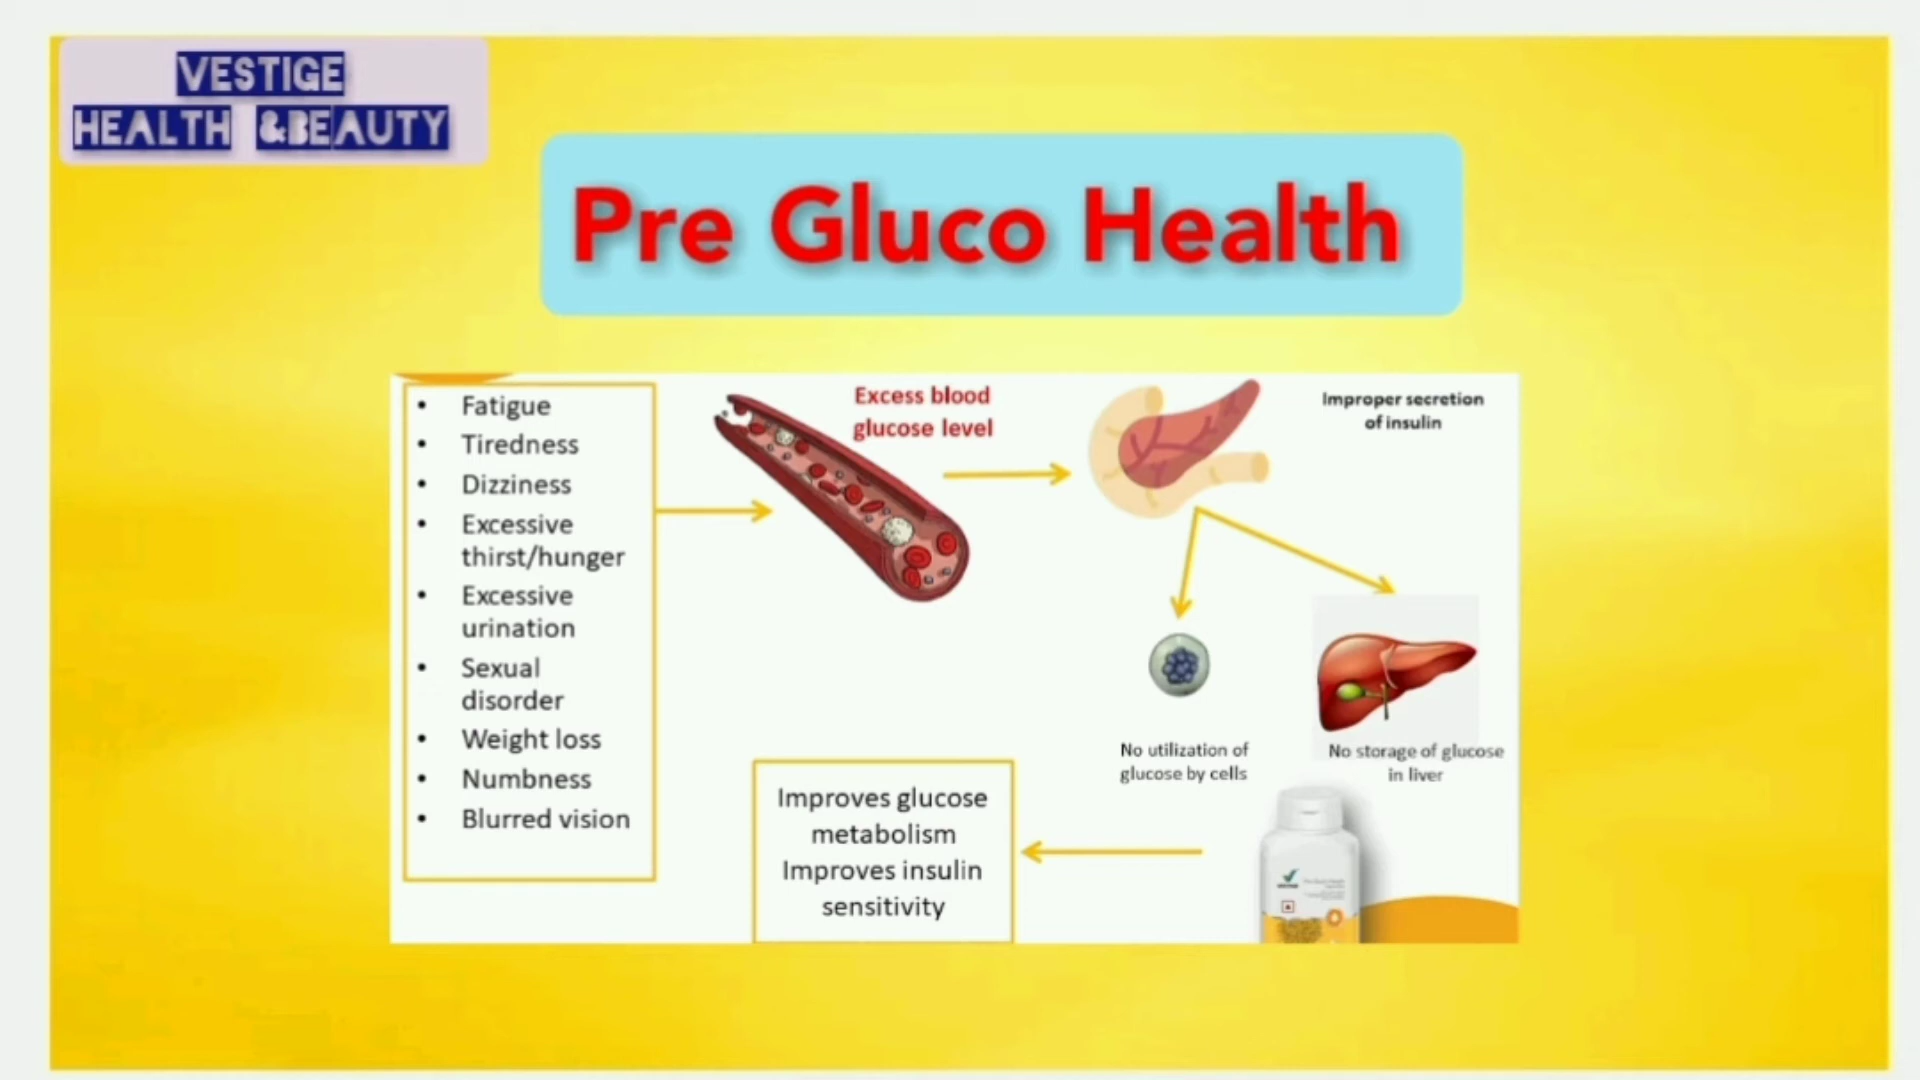 VESTIGE
HEALTH &BEAUTY
Pre Gluco Health
• Fatigue
• Tiredness
• Dizziness
• Excessive
thirst/hunger
• Excessive
urination
• Sexual
disorder
• Weight loss
• Numbness
• Blurred vision
Excess blood
glucose level
Improper secretion
of insulin
No utilization of
glucose by cells
No storage of glucose
in liver
Improves glucose
metabolism
Improves insulin
sensitivity